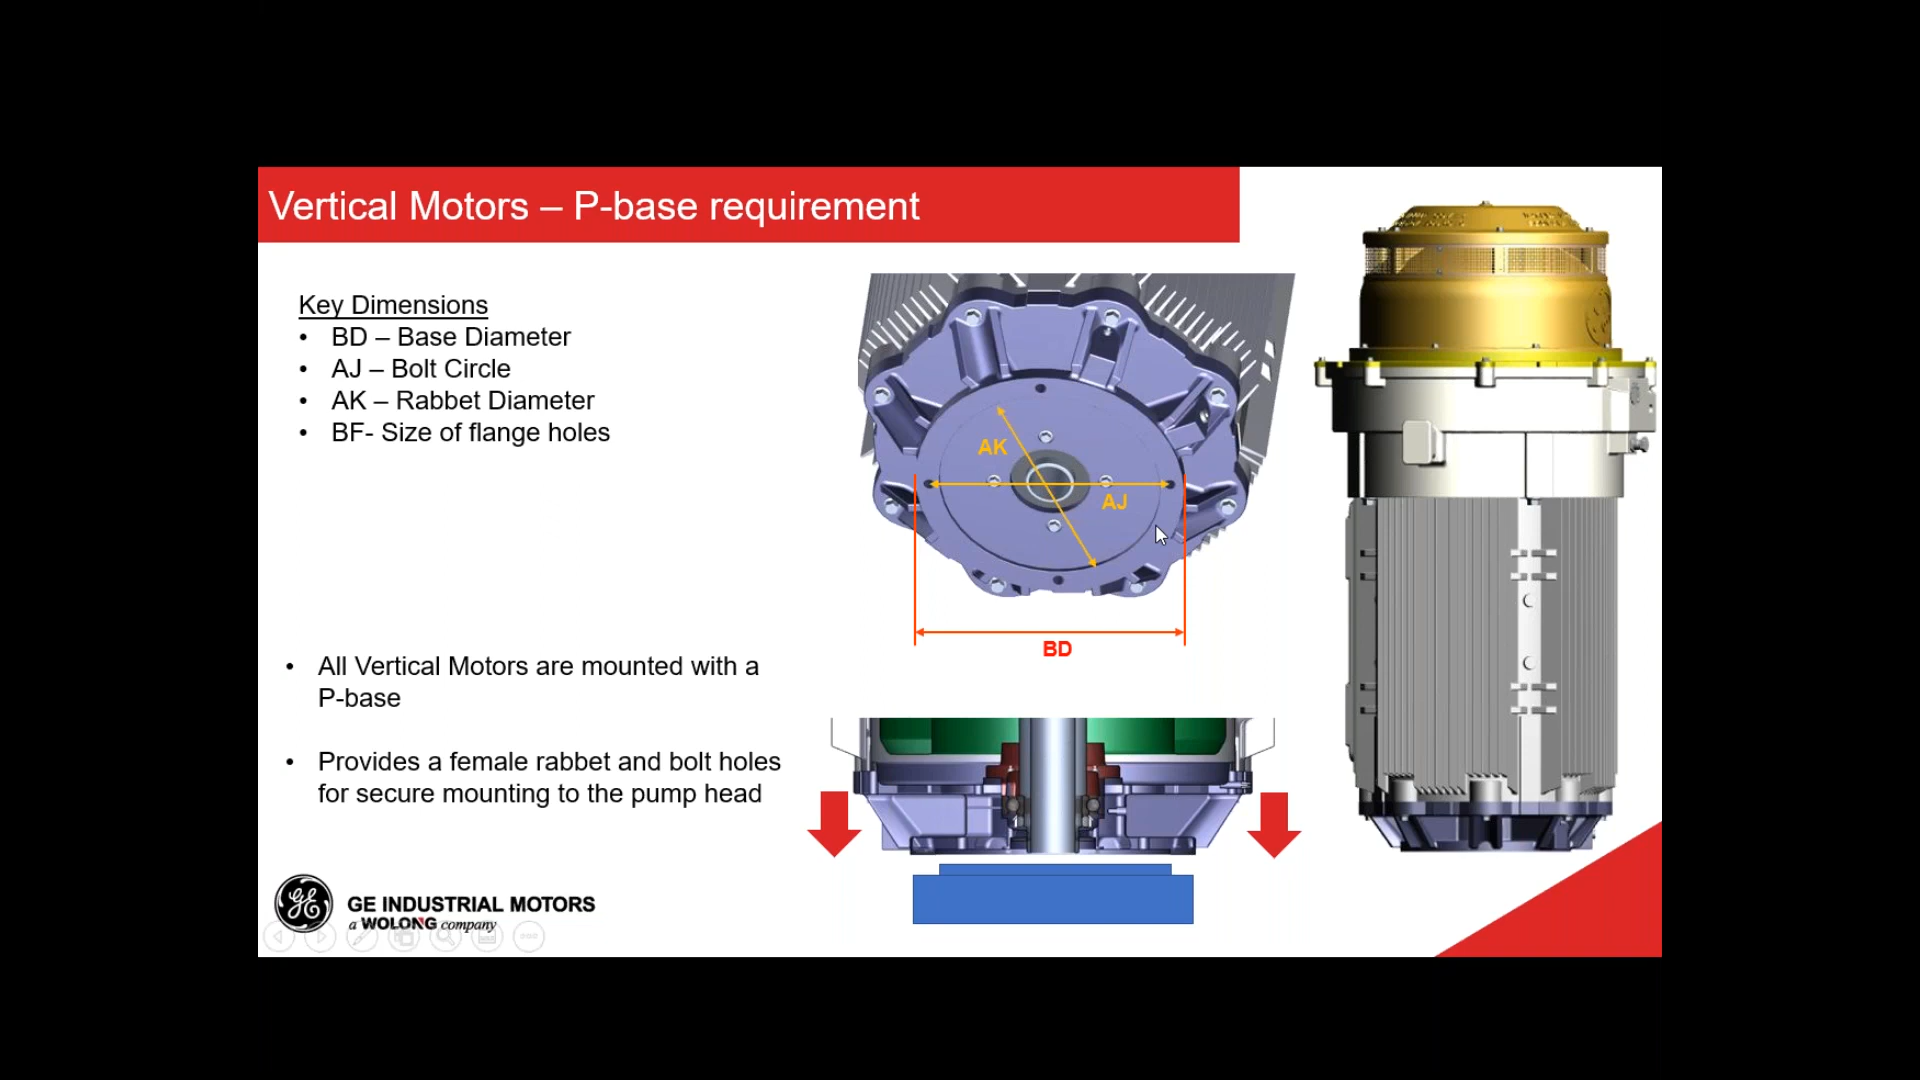 Vertical Motors – P-base requirement
Key Dimensions
• BD – Base Diameter
• AJ – Bolt Circle
• AK – Rabbet Diameter
• BF- Size of flange holes
AK
AJ
BD
• All Vertical Motors are mounted with a
P-base
• Provides a female rabbet and bolt holes
for secure mounting to the pump head
GE INDUSTRIAL MOTORS
a WOLONG company